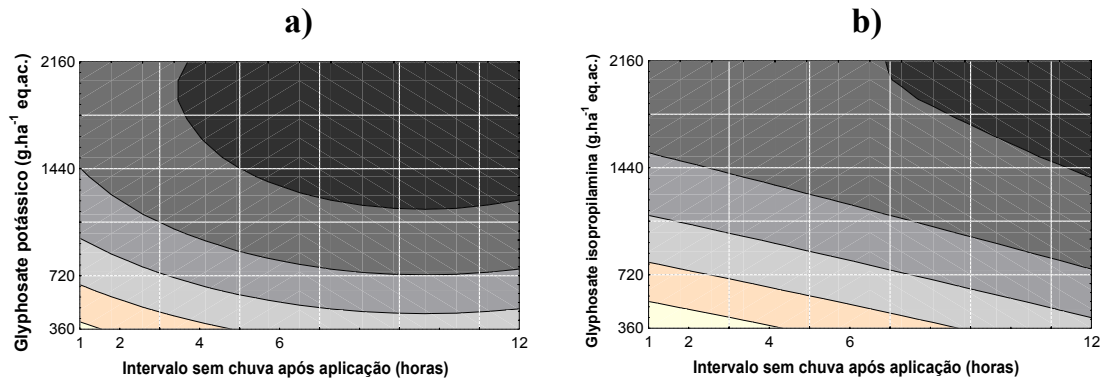 a)
b)
Glyphosate potássico (g.ha-1 eq.ac.)
2160
1440
720
360
1 2 4 6 12
Intervalo sem chuva após aplicação (horas)
Glyphosate isopropilamina (g.ha-1 eq.ac.)
2160
1440
720
360
1 2 4 6 12
Intervalo sem chuva após aplicação (horas)